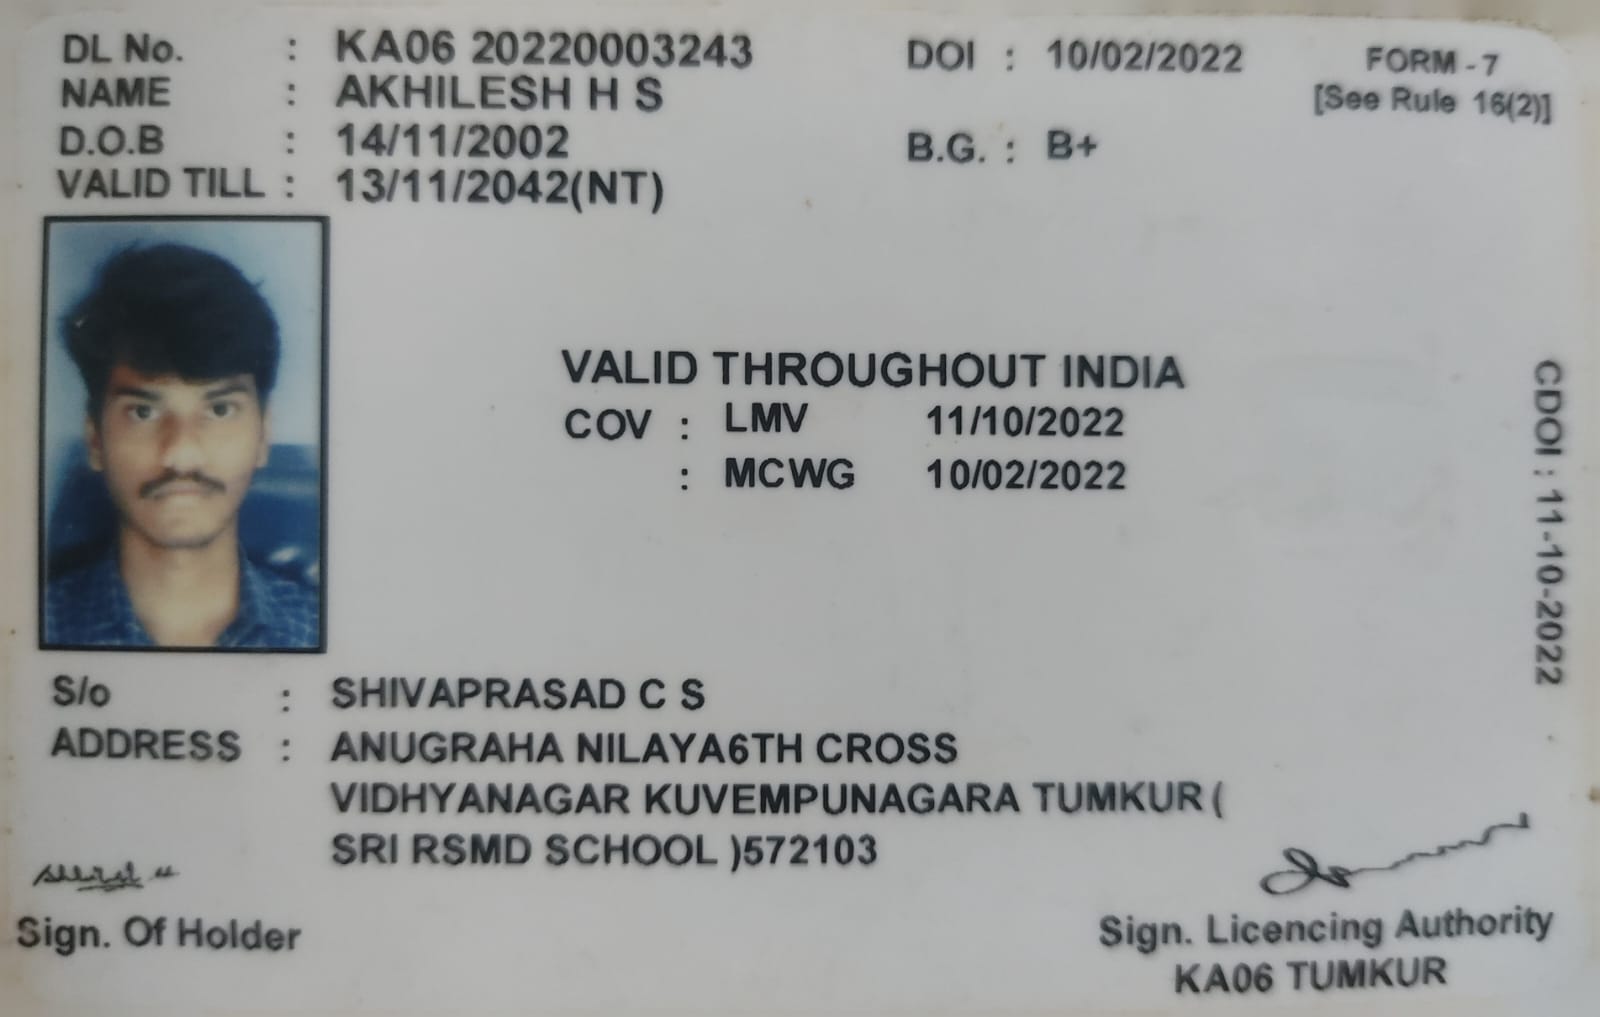 DL No. : KA06 20220003243 DOI : 10/02/2022 FORM - 7
NAME : AKHILESH H S [See Rule 16(2)]
D.O.B : 14/11/2002 B.G. : B+
VALID TILL : 13/11/2042(NT)
VALID THROUGHOUT INDIA
COV : LMV 11/10/2022
: MCWG 10/02/2022
CDOI : 11-10-2022
S/o : SHIVAPRASAD C S
ADDRESS : ANUGRAHA NILAYA6TH CROSS
VIDHYANAGAR KUVEMPUNAGARA TUMKUR (
SRI RSMD SCHOOL )572103
Sign. Of Holder
Sign. Licencing Authority
KA06 TUMKUR